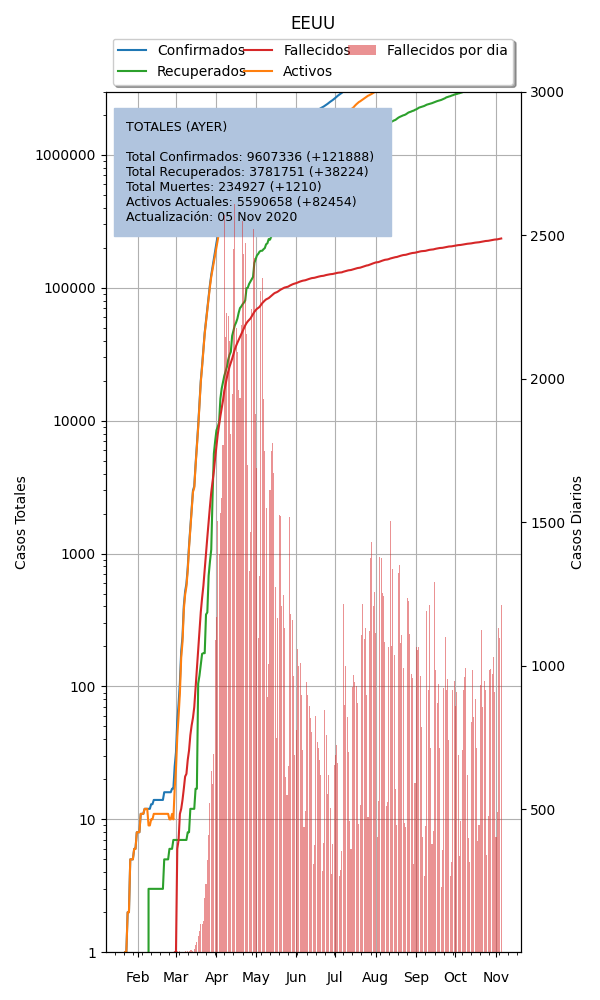 EEUU
Confirmados Fallecidos Fallecidos por dia
Recuperados Activos
TOTALES (AYER)
Total Confirmados: 9607336 (+121888)
Total Recuperados: 3781751 (+38224)
Total Muertes: 234927 (+1210)
Activos Actuales: 5590658 (+82454)
Actualización: 05 Nov 2020
Casos Totales
1000000
100000
10000
1000
100
10
1
3000
2500
2000
1500
1000
500
Casos Diarios
Feb Mar Apr May Jun Jul Aug Sep Oct Nov